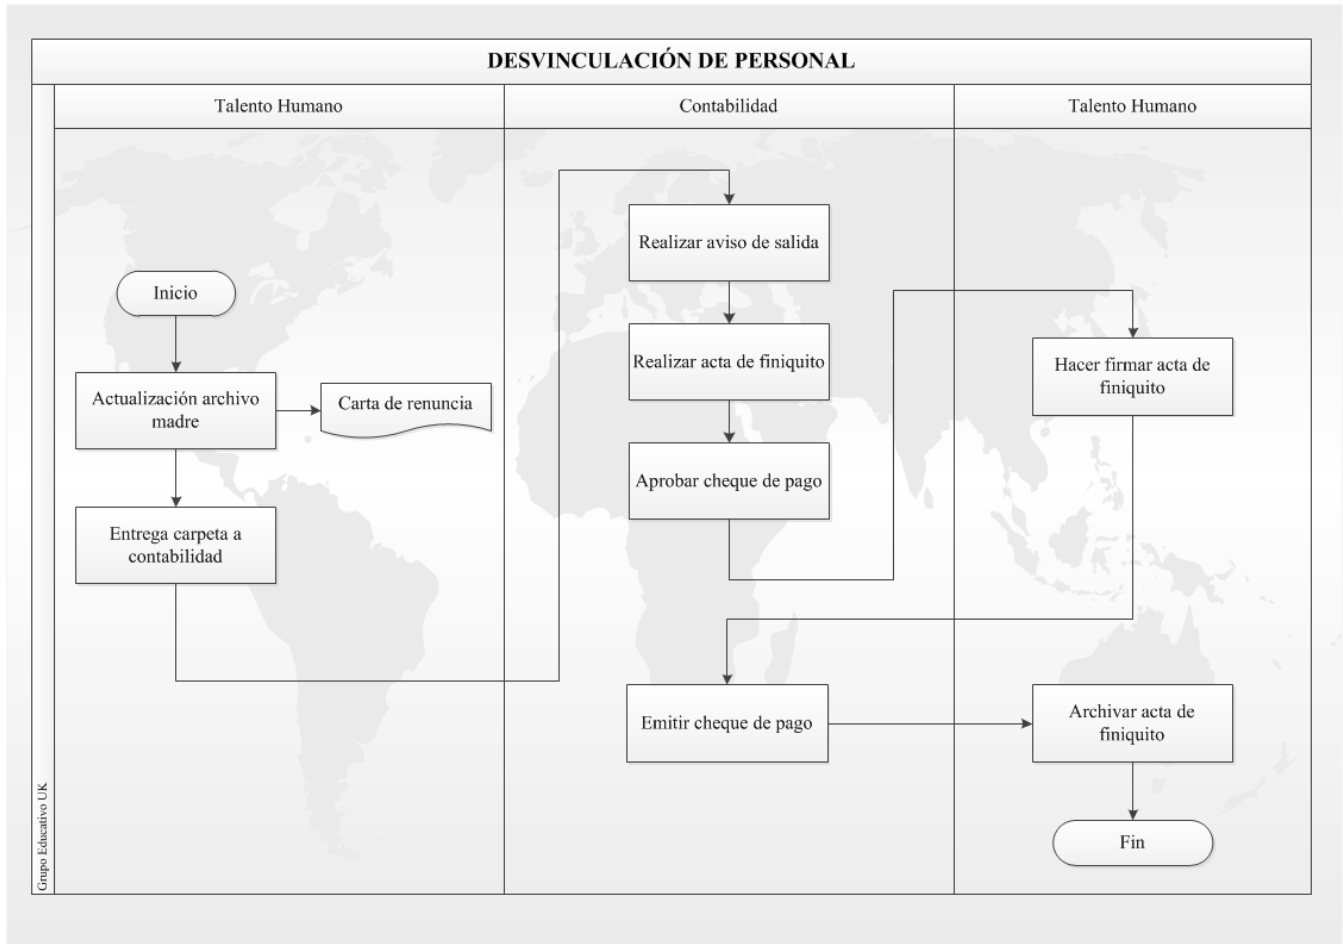 DESVINCULACIÓN DE PERSONAL
Talento Humano
Contabilidad
Talento Humano
Grupo Educativo UK
Inicio
Actualización archivo
madre
Carta de renuncia
Entrega carpeta a
contabilidad
Realizar aviso de salida
Realizar acta de finiquito
Aprobar cheque de pago
Hacer firmar acta de
finiquito
Emitir cheque de pago
Archivar acta de
finiquito
Fin